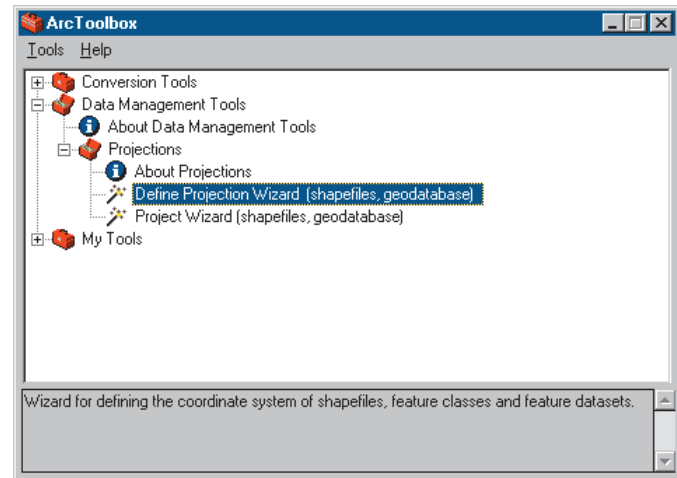 ArcToolbox
Tools Help
Conversion Tools
Data Management Tools
About Data Management Tools
Projections
About Projections
Define Projection Wizard (shapefiles, geodatabase)
Project Wizard (shapefiles, geodatabase)
My Tools
Wizard for defining the coordinate system of shapefiles, feature classes and feature datasets.